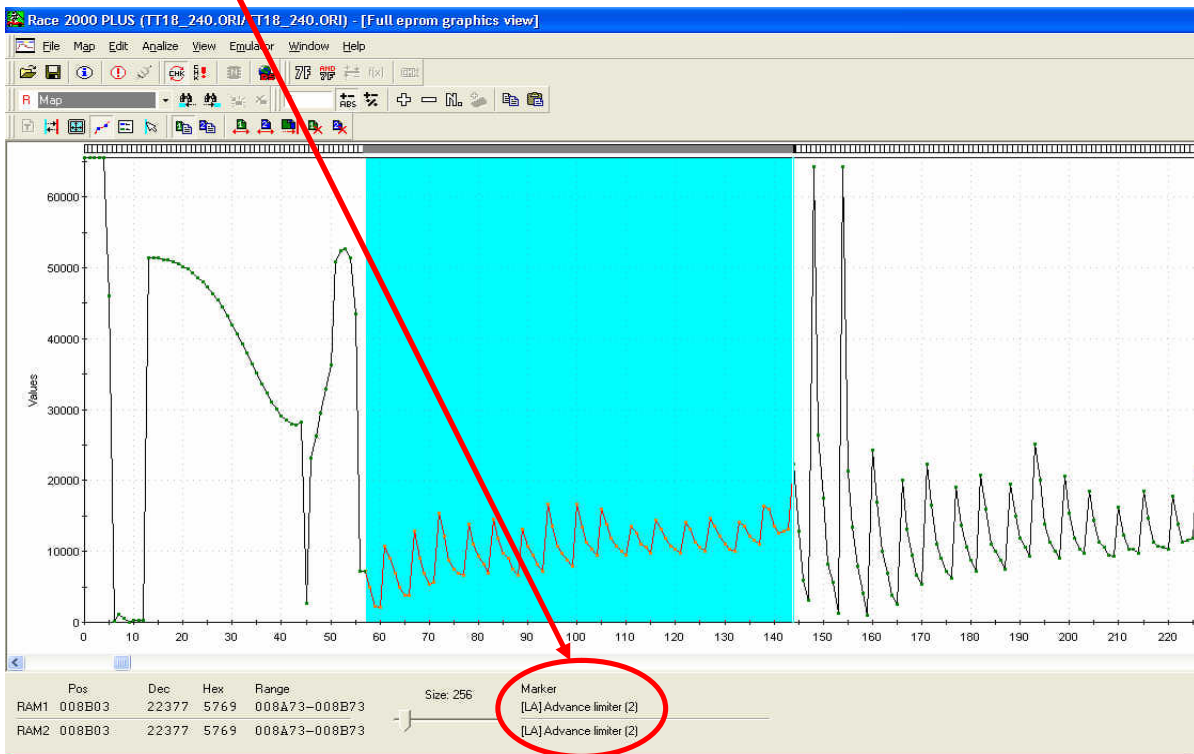 Race 2000 PLUS (TT18_240.ORI/TT18_240.ORI) - [Full eprom graphics view]
File Map Edit Analize View Emulator Window Help
7F AND 7F f(x)
R Map ABS N.
Values
60000
50000
40000
30000
20000
10000
0
0 10 20 30 40 50 60 70 80 90 100 110 120 130 140 150 160 170 180 190 200 210 220
Pos Dec Hex Range Size: 256 Marker
RAM1 008B03 22377 5769 008A73-008B73 [LA] Advance limiter (2)
RAM2 008B03 22377 5769 008A73-008B73 [LA] Advance limiter (2)